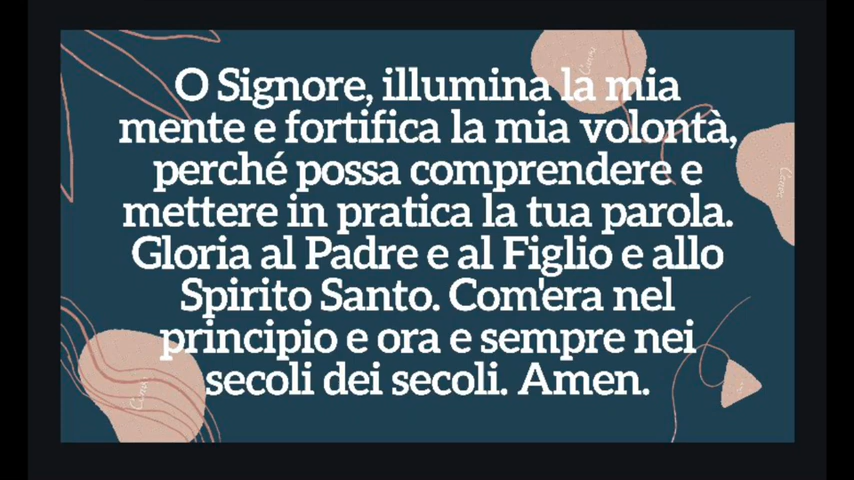 O Signore, illumina la mia
mente e fortifica la mia volontà,
perché possa comprendere e
mettere in pratica la tua parola.
Gloria al Padre e al Figlio e allo
Spirito Santo. Com'era nel
principio e ora e sempre nei
secoli dei secoli. Amen.